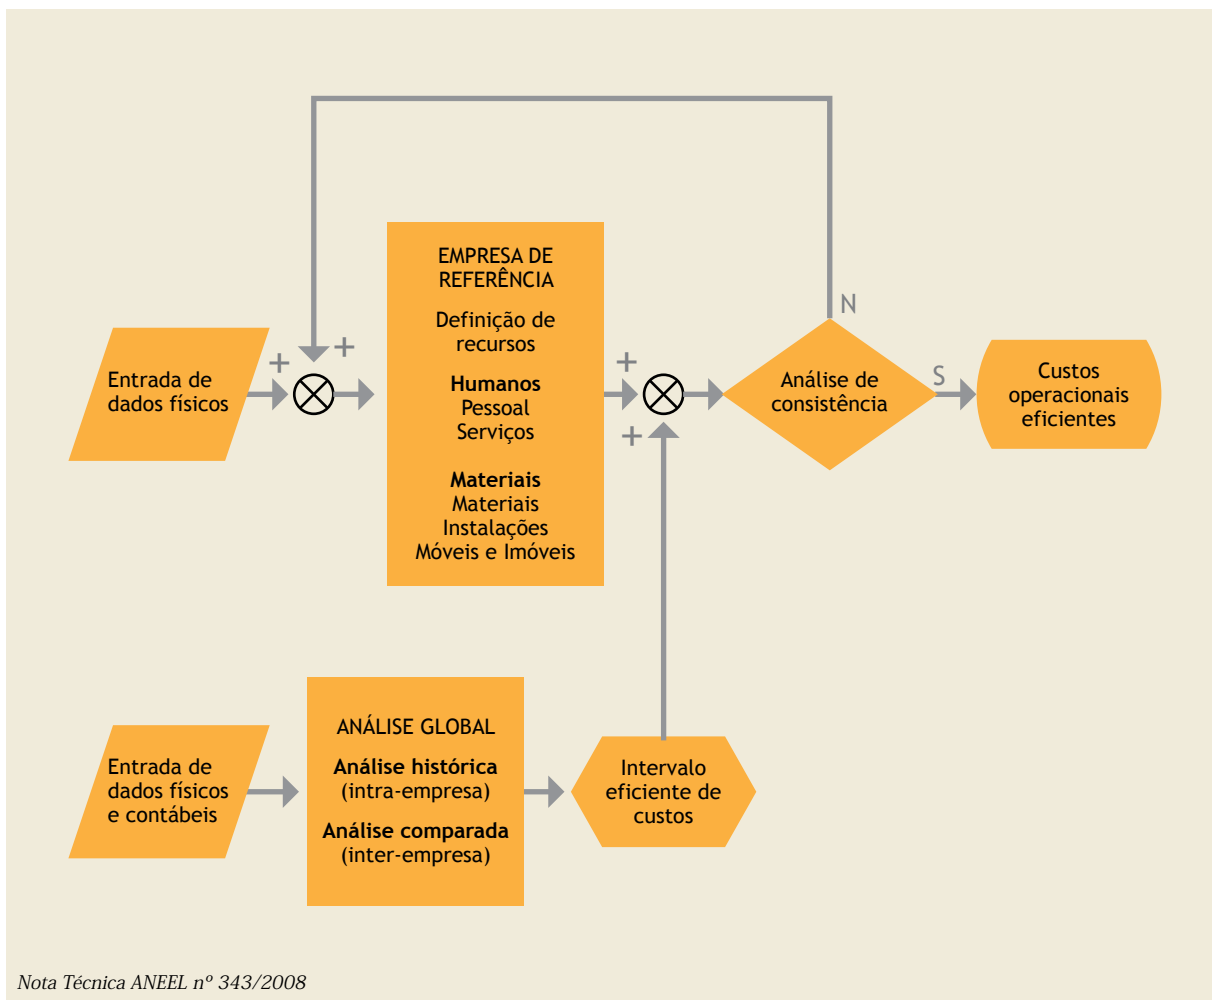 N
EMPRESA DE
REFERÊNCIA
Definição de
recursos
Humanos
Pessoal
Serviços
Materiais
Materiais
Instalações
Móveis e Imóveis
Entrada de
dados físicos
+
+
+
+
Análise de
consistência
S
Custos
operacionais
eficientes
Entrada de
dados físicos
e contábeis
ANÁLISE GLOBAL
Análise histórica
(intra-empresa)
Análise comparada
(inter-empresa)
Intervalo
eficiente de
custos
Nota Técnica ANEEL nº 343/2008